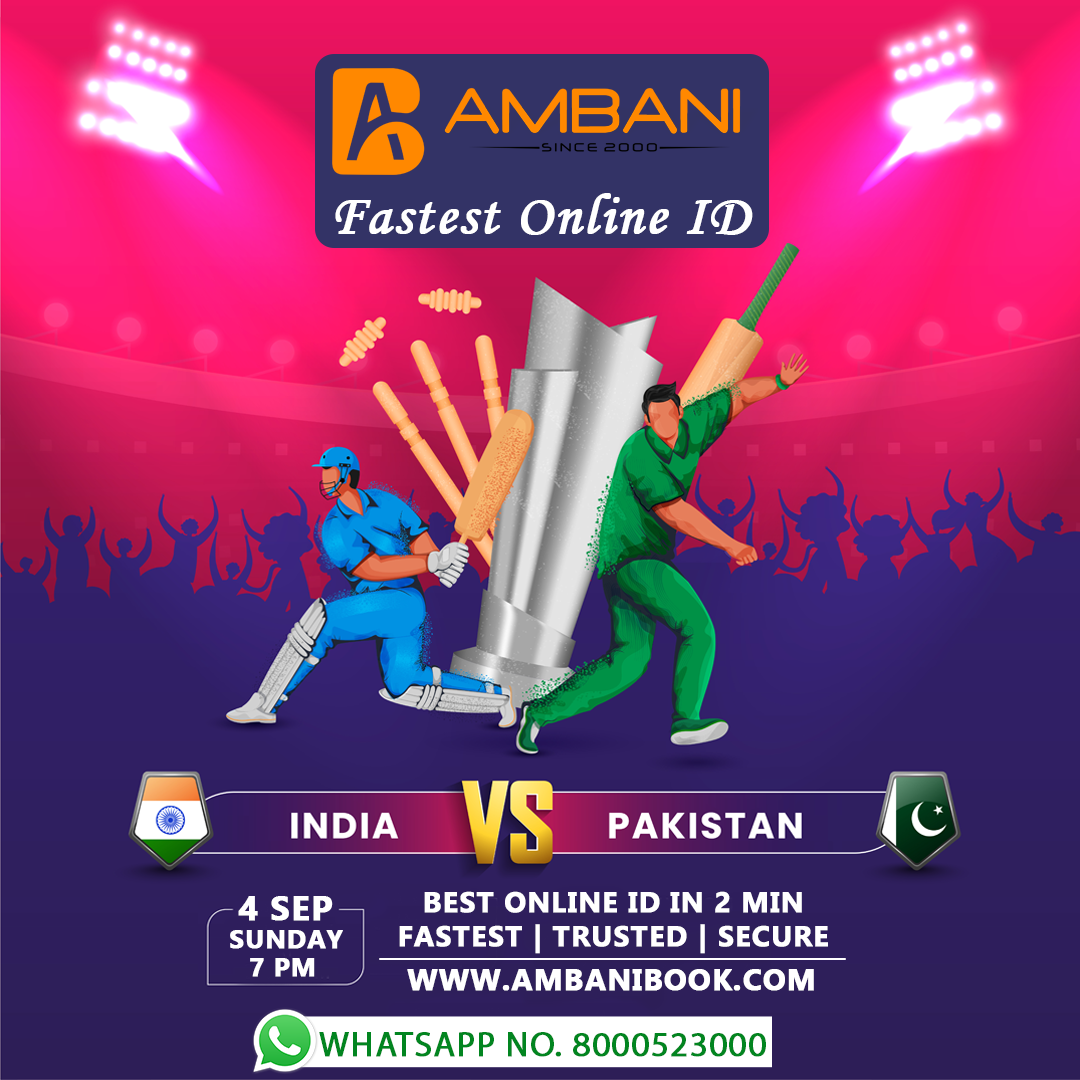 AMBANI
SINCE 2000
Fastest Online ID
INDIA VS PAKISTAN
4 SEP
SUNDAY
7 PM
BEST ONLINE ID IN 2 MIN
FASTEST | TRUSTED | SECURE
WWW.AMBANIBOOK.COM
WHATSAPP NO. 8000523000